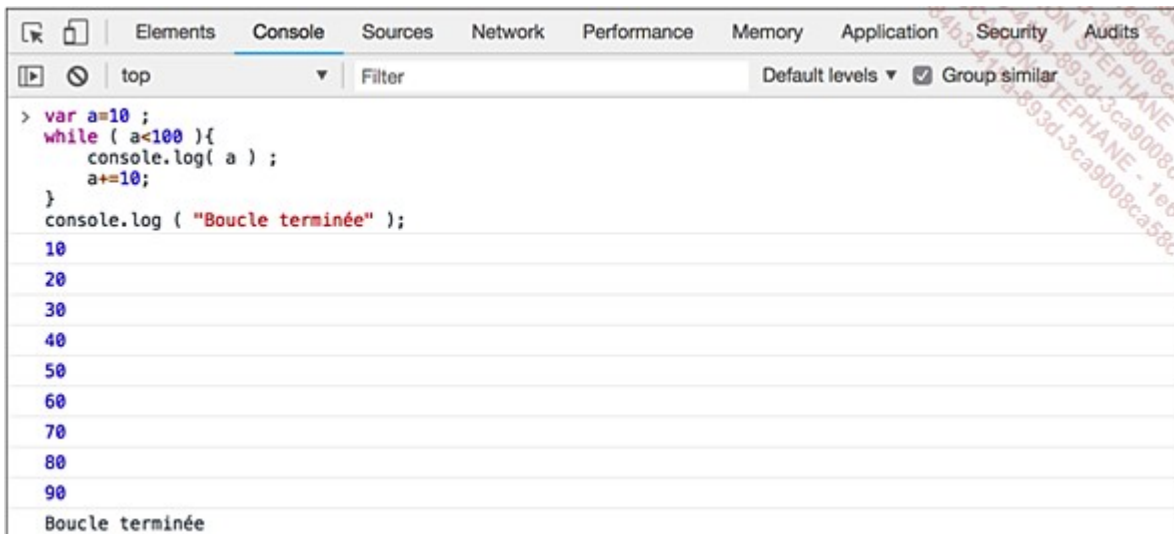 Elements Console Sources Network Performance Memory Application Security Audits
top ▼ Filter Default levels ▼ Group similar
> var a=10 ;
while ( a<100 ){
    console.log( a ) ;
    a+=10;
}
console.log ( "Boucle terminée" );
10
20
30
40
50
60
70
80
90
Boucle terminée